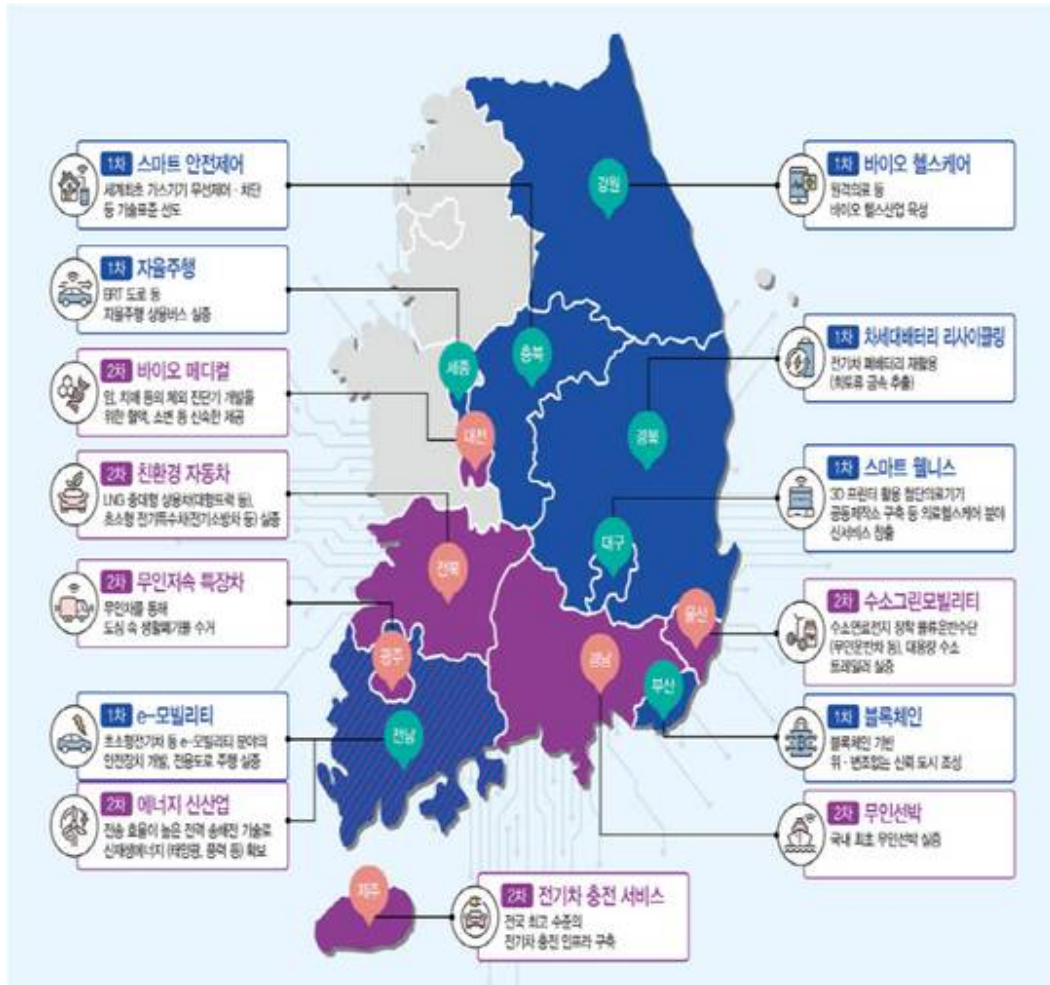 1차 스마트 안전제어
세계최초 가스기기 무선제어·차단
등 기술표준 선도
1차 자율주행
BRT 도로 등
자율주행 상용버스 실증
2차 바이오 메디컬
암, 치매 등의 체외 진단기 개발을
위한 혈액, 소변 등 신속한 제공
2차 친환경 자동차
LNG 중대형 상용차(대형트럭 등),
초소형 전기특수차(전기소방차 등) 실증
2차 무인저속 특장차
무인차를 통해
도심 속 생활폐기물 수거
1차 e-모빌리티
초소형전기차 등 e-모빌리티 분야의
안전장치 개발, 전용도로 주행 실증
2차 에너지 신산업
전송 효율이 높은 전력 송배전 기술로
신재생에너지 (태양광, 풍력 등) 확보
강원
충북
세종
대전
경북
대구
전북
울산
광주
경남
부산
전남
제주
1차 바이오 헬스케어
원격의료 등
바이오 헬스산업 육성
1차 차세대배터리 리사이클링
전기차 폐배터리 재활용
(희토류 금속 추출)
1차 스마트 웰니스
3D 프린터 활용 첨단의료기기
공동제작소 구축 등 의료헬스케어 분야
신서비스 창출
2차 수소그린모빌리티
수소연료전지 장착 물류운반수단
(무인운반차 등), 대용량 수소
트레일러 실증
1차 블록체인
블록체인 기반
위·변조없는 신뢰 도시 조성
2차 무인선박
국내 최초 무인선박 실증
2차 전기차 충전 서비스
전국 최고 수준의
전기차 충전 인프라 구축